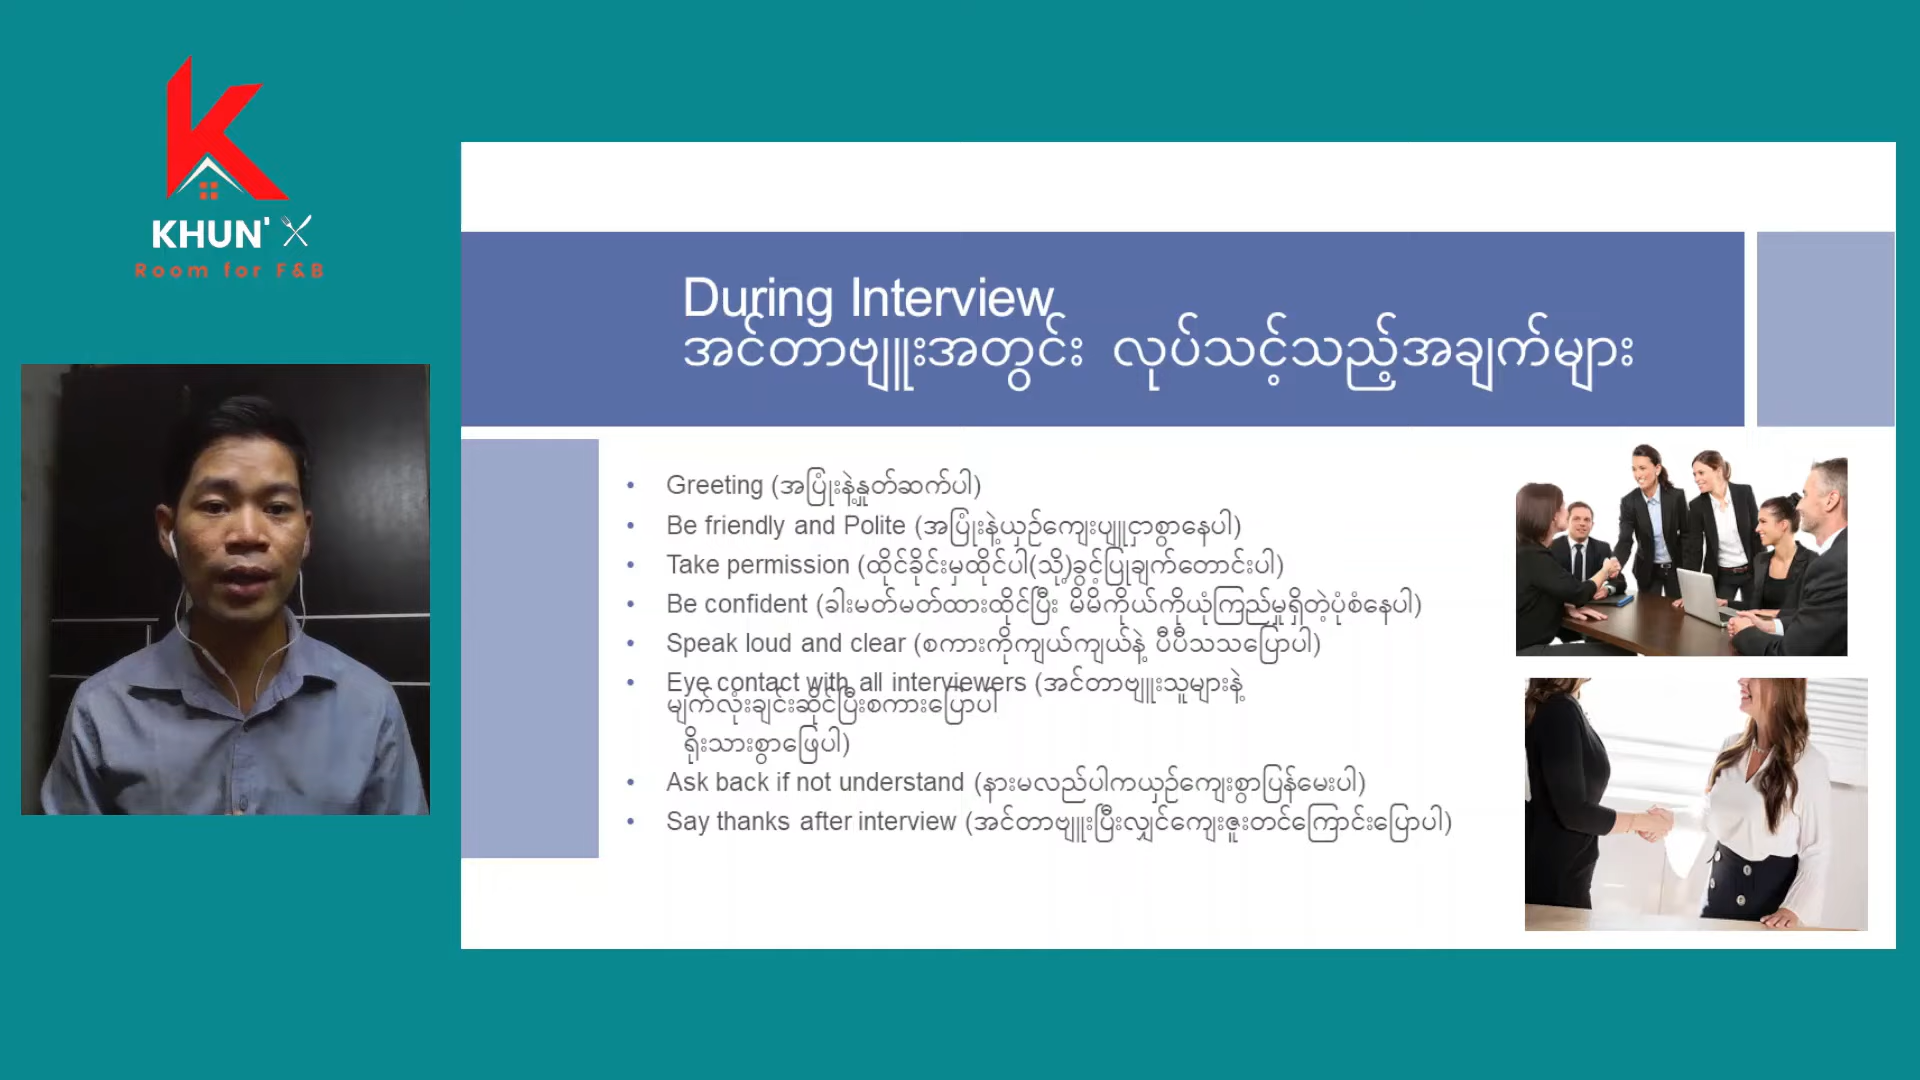 KHUN'
Room for F&B
During Interview
အင်တာဗျူးအတွင်း လုပ်သင့်သည့်အချက်များ
• Greeting (အပြုံးနဲ့နှုတ်ဆက်ပါ)
• Be friendly and Polite (အပြုံးနဲ့ယှဉ်ကျေးပျူငှာစွာနေပါ)
• Take permission (ထိုင်ခိုင်းမှထိုင်ပါ(သို့)ခွင့်ပြုချက်တောင်းပါ)
• Be confident (ခါးမတ်မတ်ထားထိုင်ပြီး မိမိကိုယ်ကိုယုံကြည်မှုရှိတဲ့ပုံစံနေပါ)
• Speak loud and clear (စကားကိုကျယ်ကျယ်နဲ့ ပီပီသသပြောပါ)
• Eye contact with all interviewers (အင်တာဗျူးသူများနဲ့
မျက်လုံးချင်းဆိုင်ပြီးစကားပြောပါ
ရိုးသားစွာဖြေပါ)
• Ask back if not understand (နားမလည်ပါကယှဉ်ကျေးစွာပြန်မေးပါ)
• Say thanks after interview (အင်တာဗျူးပြီးလျှင်ကျေးဇူးတင်ကြောင်းပြောပါ)